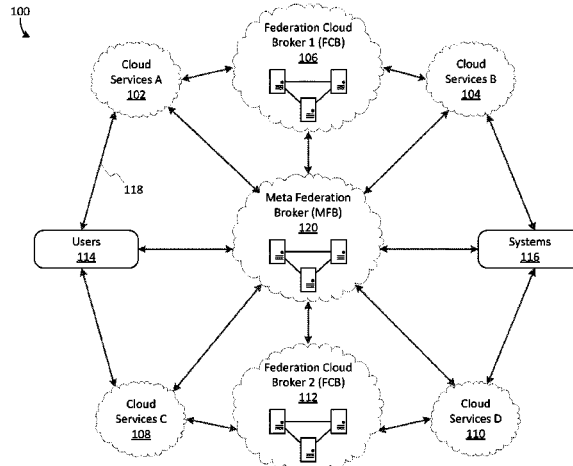 100
Federation Cloud
Broker 1 (FCB)
106
Cloud
Services A
102
Cloud
Services B
104
118
Meta Federation
Broker (MFB)
120
Users
114
Systems
116
Federation Cloud
Broker 2 (FCB)
112
Cloud
Services C
108
Cloud
Services D
110